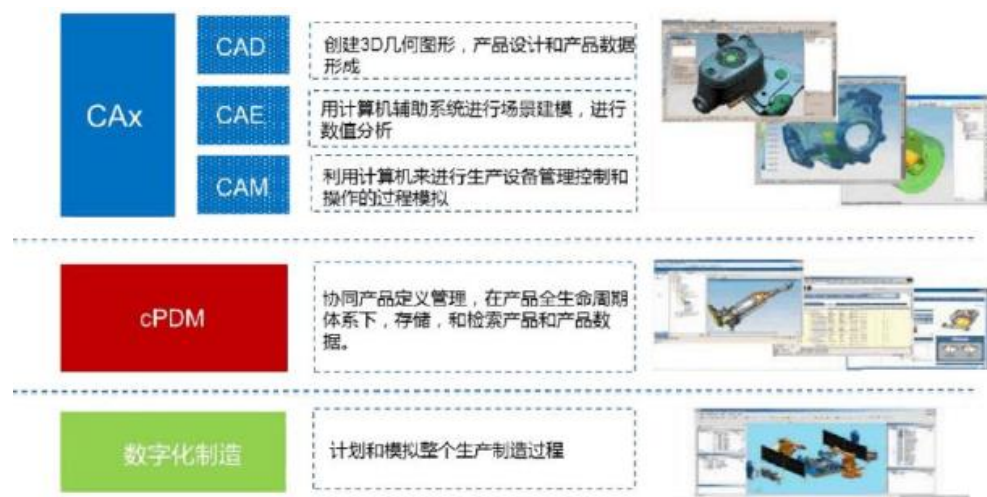 CAx
CAD
创建3D几何图形，产品设计和产品数据
形成
CAE
用计算机辅助系统进行场景建模，进行
数值分析
CAM
利用计算机来进行生产设备管理控制和
操作的过程模拟
cPDM
协同产品定义管理，在产品全生命周期
体系下，存储，和检索产品和产品数
据。
数字化制造
计划和模拟整个生产制造过程